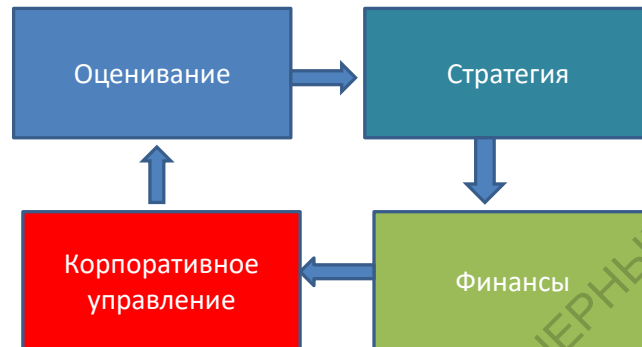 Оценивание
Стратегия
Корпоративное
управление
Финансы